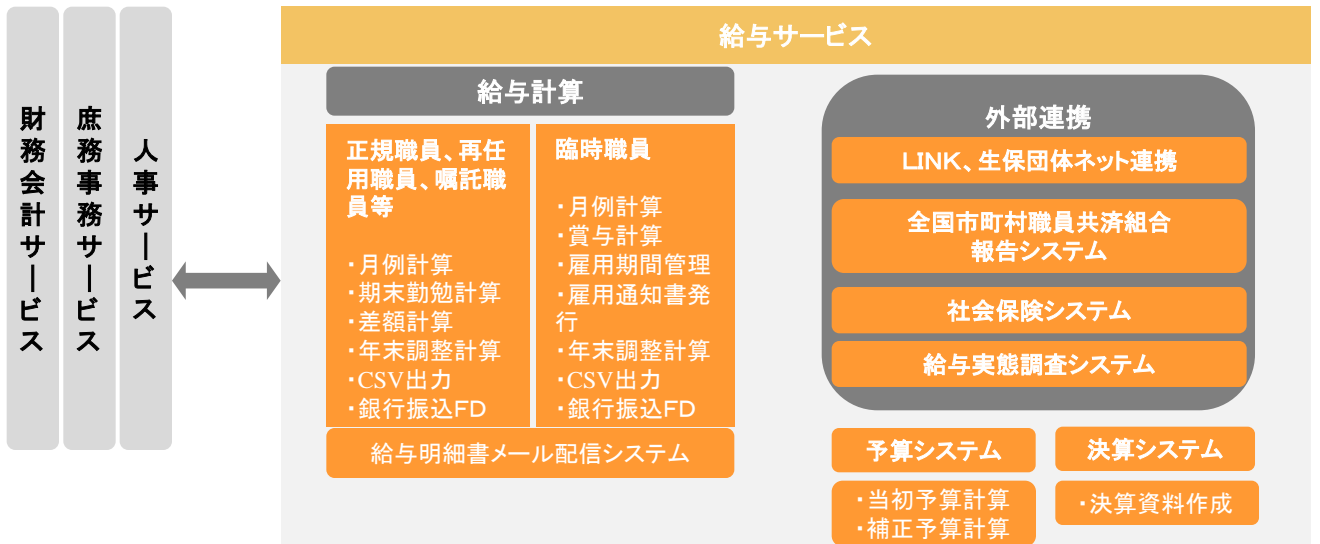 財務会計サービス
庶務事務サービス
人事サービス
給与サービス
給与計算
正規職員、再任
用職員、嘱託職
員等
・月例計算
・期末勤勉計算
・差額計算
・年末調整計算
・CSV出力
・銀行振込FD
臨時職員
・月例計算
・賞与計算
・雇用期間管理
・雇用通知書発
行
・年末調整計算
・CSV出力
・銀行振込FD
給与明細書メール配信システム
外部連携
LINK、生保団体ネット連携
全国市町村職員共済組合
報告システム
社会保険システム
給与実態調査システム
予算システム
・当初予算計算
・補正予算計算
決算システム
・決算資料作成